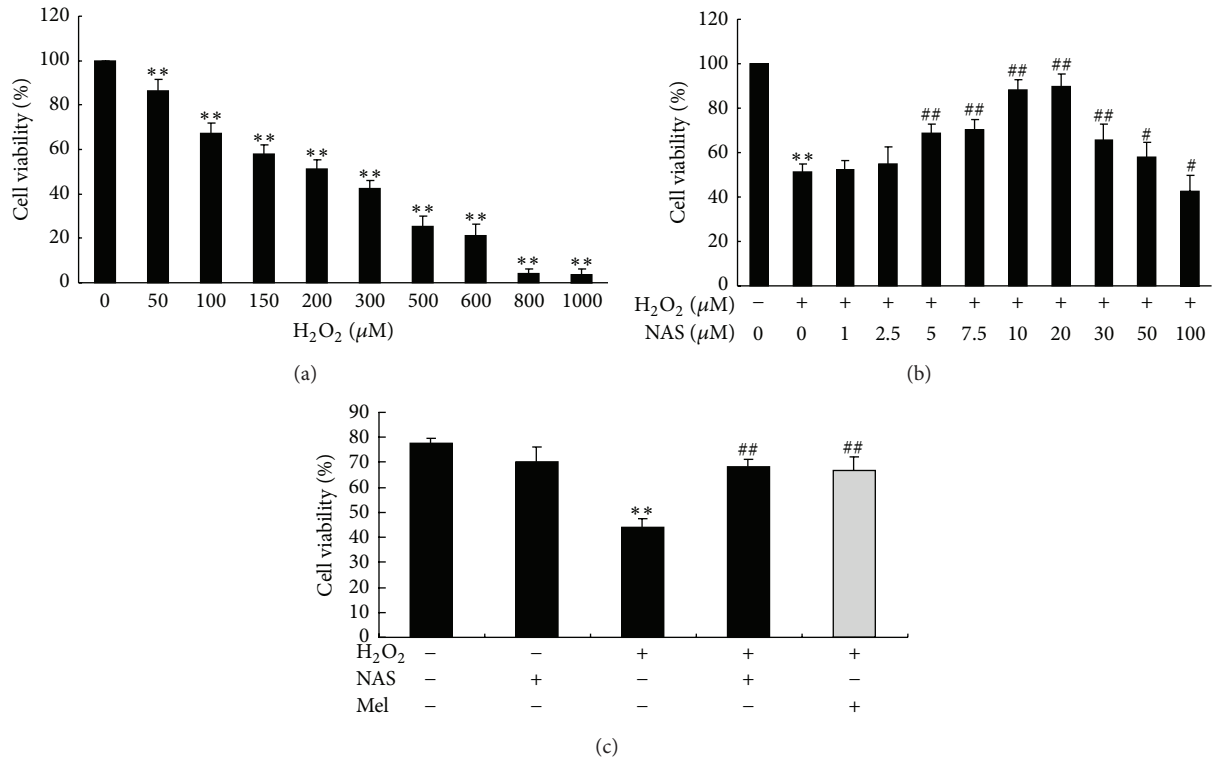 120
100
80
60
40
20
0
Cell viability (%)
** ** ** ** ** ** ** ** **
0 50 100 150 200 300 500 600 800 1000
H₂O₂ (μM)
(a)
120
100
80
60
40
20
0
Cell viability (%)
** ## ## ## ## ## # #
H₂O₂ (μM) − + + + + + + + + + +
NAS (μM) 0 0 1 2.5 5 7.5 10 20 30 50 100
(b)
90
80
70
60
50
40
30
20
10
0
Cell viability (%)
** ## ##
H₂O₂ − − + + +
NAS − + − + −
Mel − − − − +
(c)